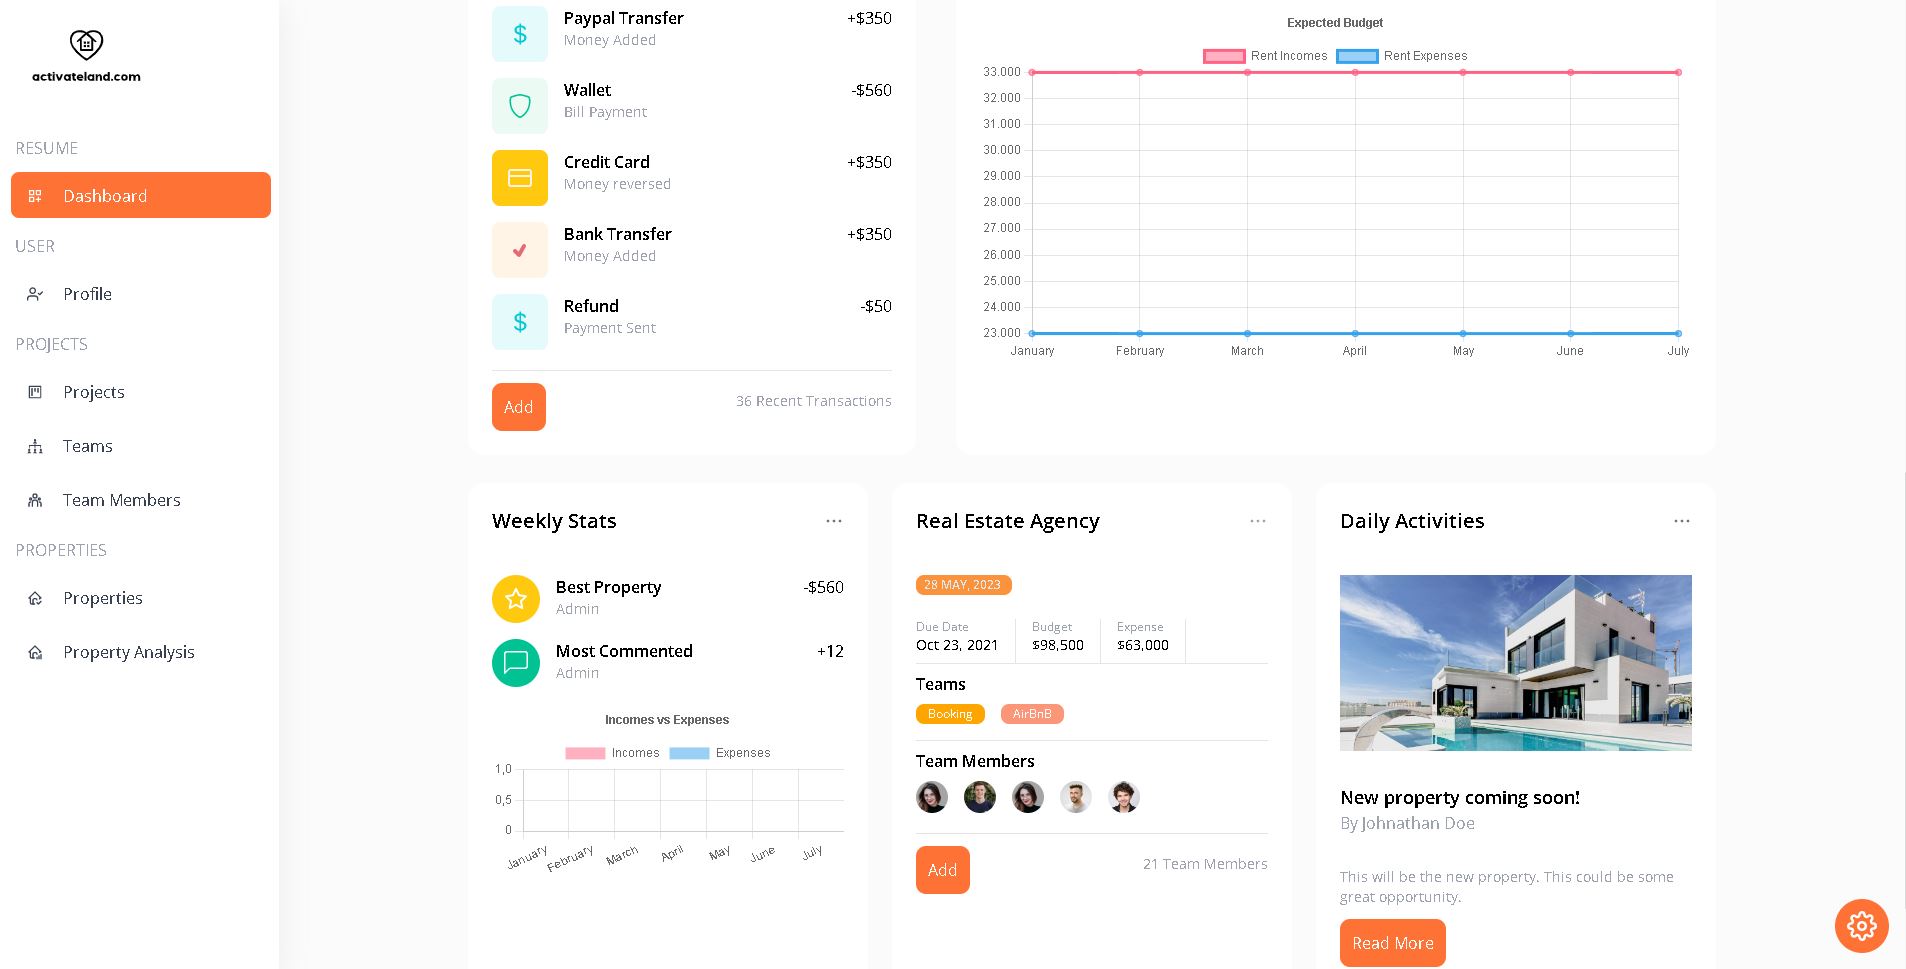 activateland.com
RESUME
Dashboard
USER
Profile
PROJECTS
Projects
Teams
Team Members
PROPERTIES
Properties
Property Analysis
Paypal Transfer +$350
Money Added
Wallet -$560
Bill Payment
Credit Card +$350
Money reversed
Bank Transfer +$350
Money Added
Refund -$50
Payment Sent
Add 36 Recent Transactions
Expected Budget
Rent Incomes Rent Expenses
33.000
32.000
31.000
30.000
29.000
28.000
27.000
26.000
25.000
24.000
23.000
January February March April May June July
Weekly Stats ...
Best Property -$560
Admin
Most Commented +12
Admin
Incomes vs Expenses
Incomes Expenses
1,0
0,5
0
January February March April May June July
Real Estate Agency ...
28 MAY, 2023
Due Date Budget Expense
Oct 23, 2021 $98,500 $63,000
Teams
Booking AirBnB
Team Members
Add 21 Team Members
Daily Activities ...
New property coming soon!
By Johnathan Doe
This will be the new property. This could be some
great opportunity.
Read More